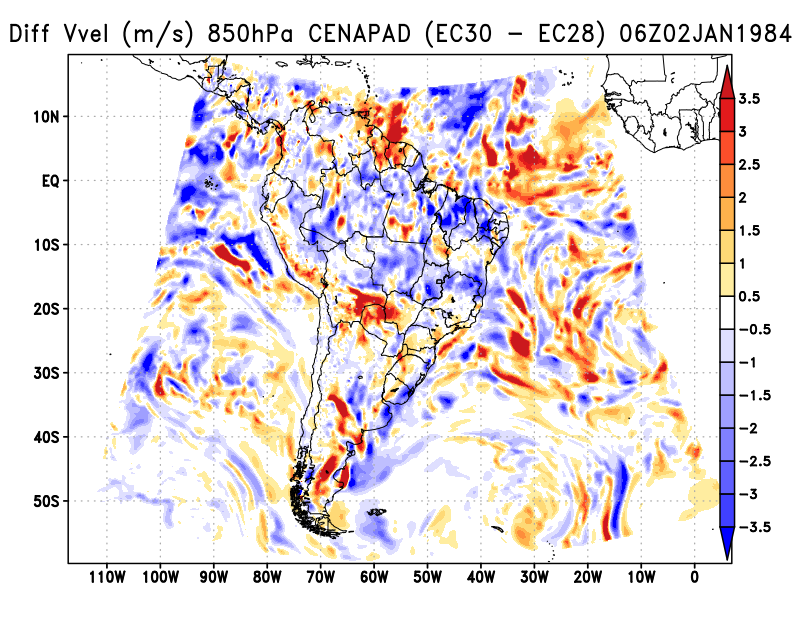 Diff Vvel (m/s) 850hPa CENAPAD (EC30 − EC28) 06Z02JAN1984
10N
EQ
10S
20S
30S
40S
50S
110W 100W 90W 80W 70W 60W 50W 40W 30W 20W 10W 0
3.5
3
2.5
2
1.5
1
0.5
−0.5
−1
−1.5
−2
−2.5
−3
−3.5